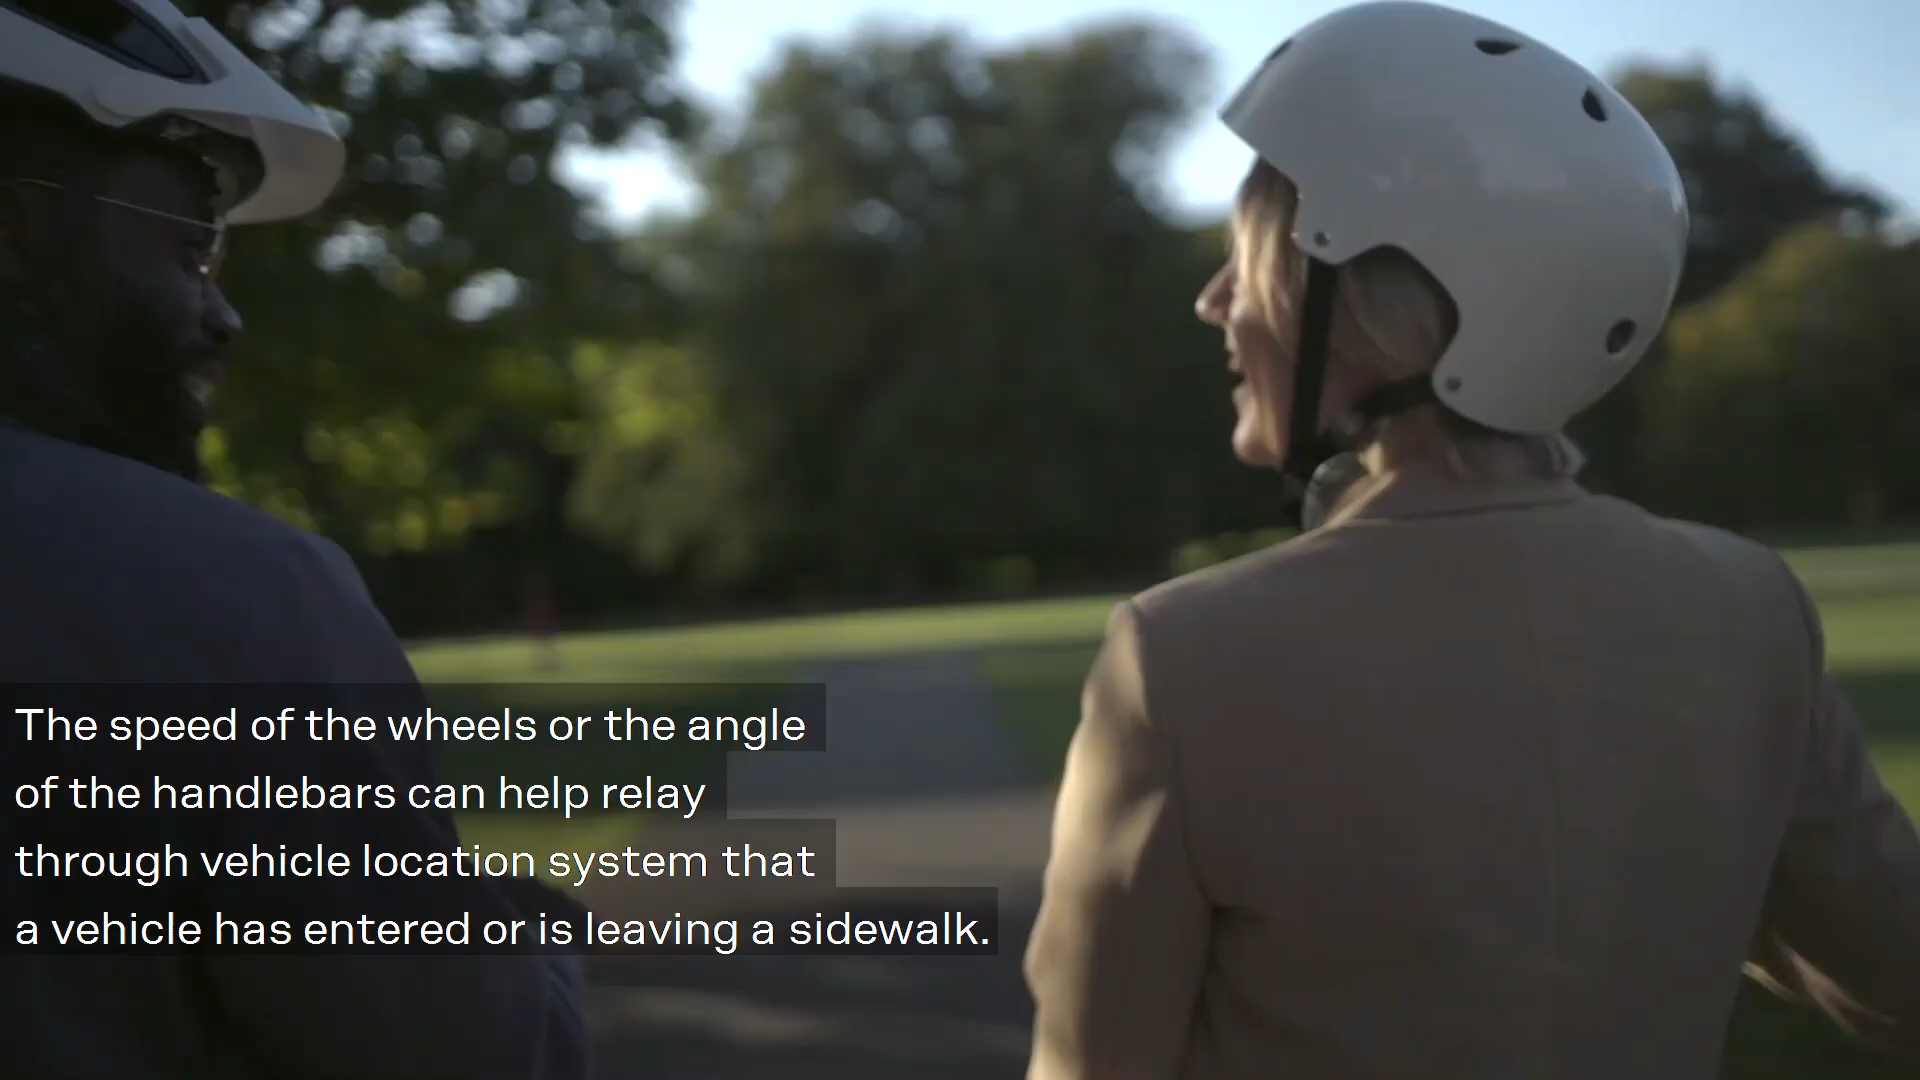 The speed of the wheels or the angle
of the handlebars can help relay
through vehicle location system that
a vehicle has entered or is leaving a sidewalk.